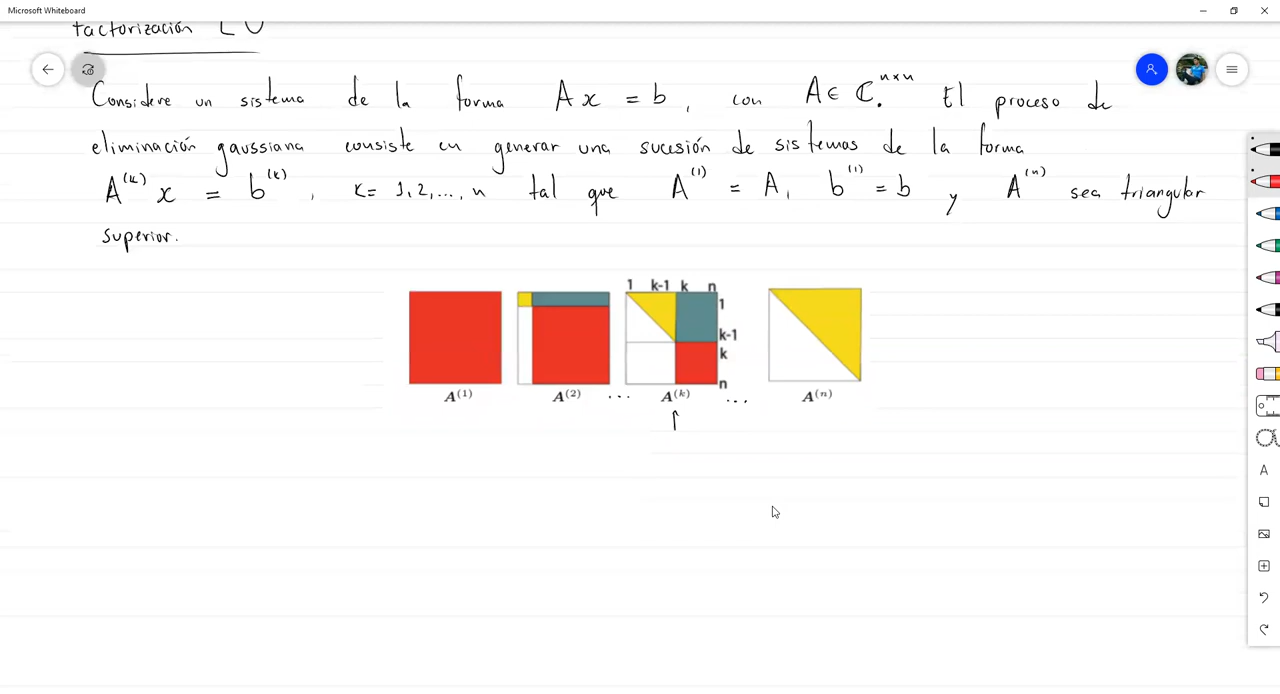 Microsoft Whiteboard
factorización LU
Considere un sistema de la forma Ax = b, con A ∈ ℂ^{n×n}. El proceso de
eliminación gaussiana consiste en generar una sucesión de sistemas de la forma
A^{(k)} x = b^{(k)}, k = 1, 2, ..., n tal que A^{(1)} = A, b^{(1)} = b y A^{(n)} sea triangular
superior.
1 k-1 k n
1
k-1
k
n
A^{(1)} A^{(2)} ... A^{(k)} ... A^{(n)}
A